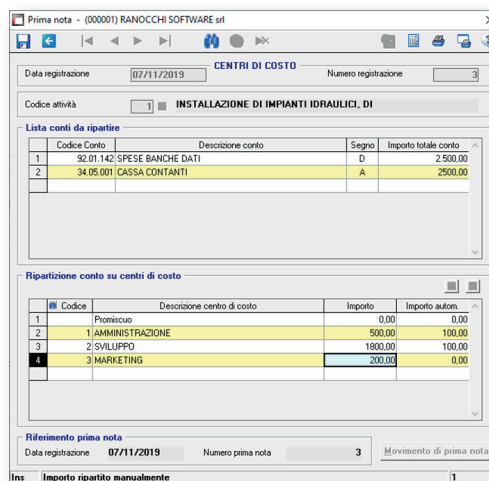 Prima nota - (000001) RANOCCHI SOFTWARE srl
CENTRI DI COSTO
Data registrazione 07/11/2019 Numero registrazione 3
Codice attività 1 INSTALLAZIONE DI IMPIANTI IDRAULICI, DI
Lista conti da ripartire
Codice Conto Descrizione conto Segno Importo totale conto
1 92.01.142 SPESE BANCHE DATI D 2.500,00
2 34.05.001 CASSA CONTANTI A 2500,00
Ripartizione conto su centri di costo
Codice Descrizione centro di costo Importo Importo autom.
1 Promiscuo 0,00 0,00
2 1 AMMINISTRAZIONE 500,00 100,00
3 2 SVILUPPO 1800,00 100,00
4 3 MARKETING 200,00 0,00
Riferimento prima nota
Data registrazione 07/11/2019 Numero prima nota 3 Movimento di prima nota
Ins Importo ripartito manualmente 1